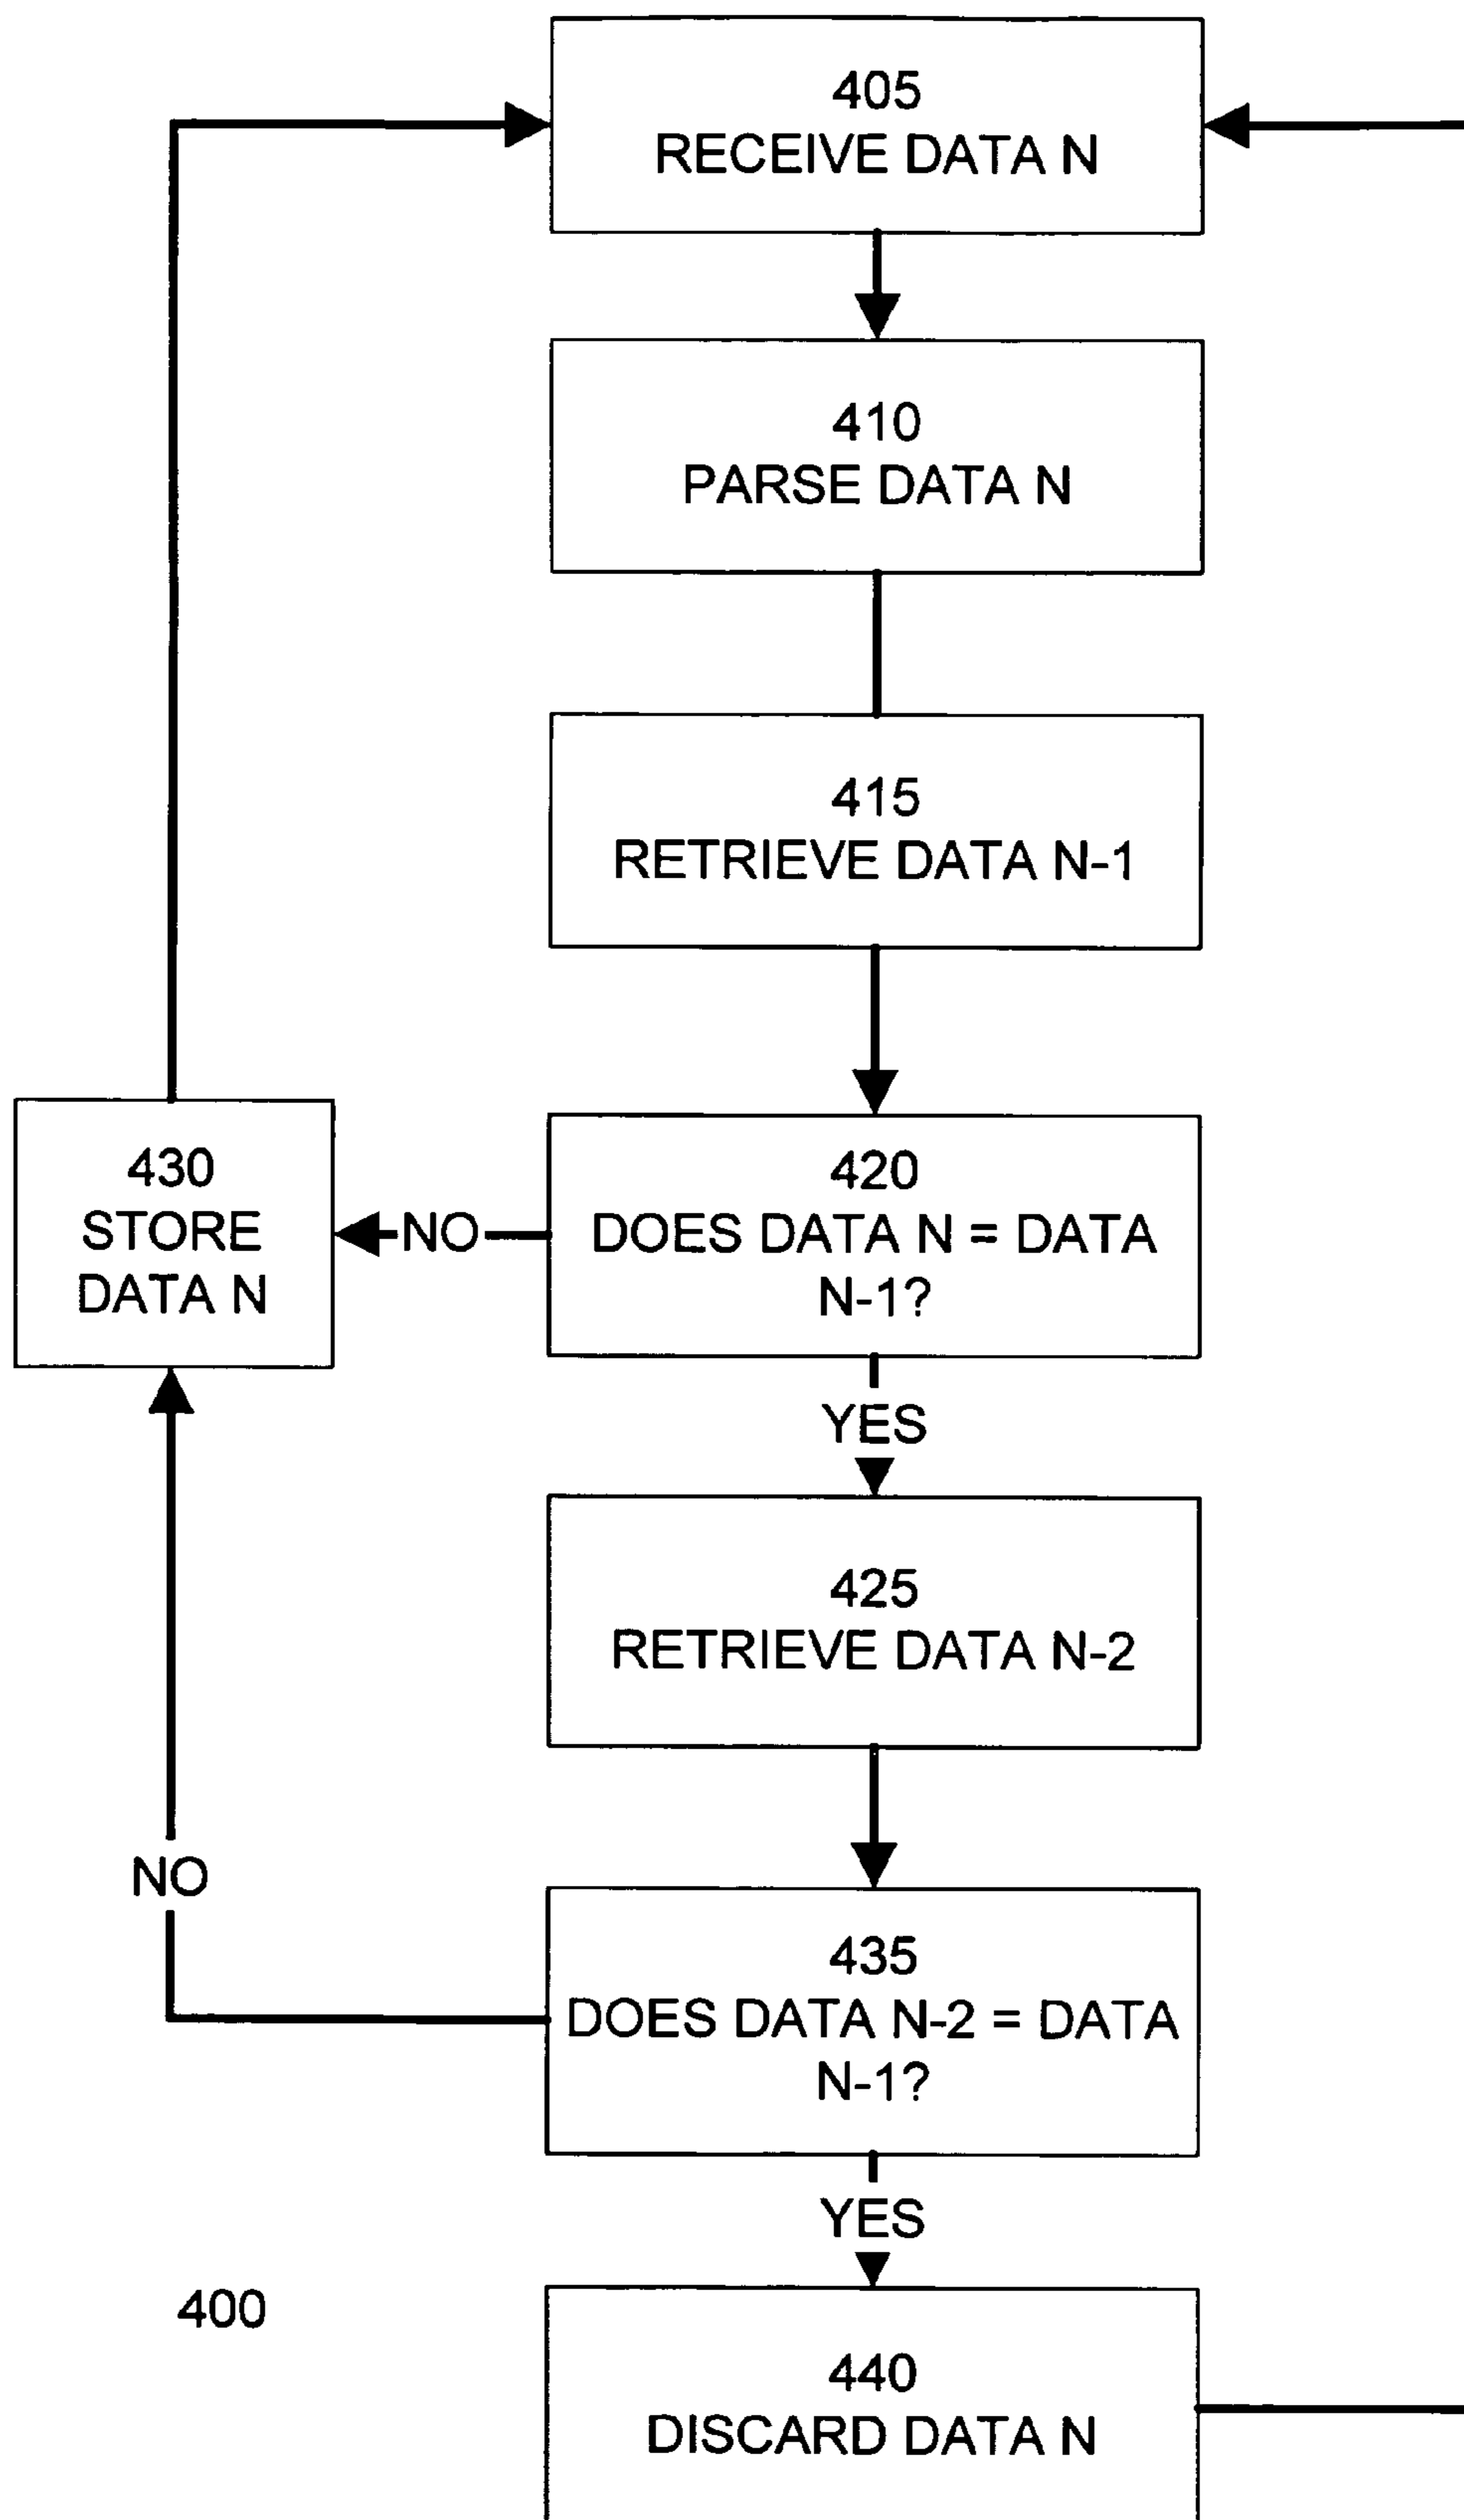 405
RECEIVE DATA N
410
PARSE DATA N
415
RETRIEVE DATA N-1
430
STORE
DATA N
NO
420
DOES DATA N = DATA
N-1?
YES
425
RETRIEVE DATA N-2
NO
435
DOES DATA N-2 = DATA
N-1?
YES
400
440
DISCARD DATA N